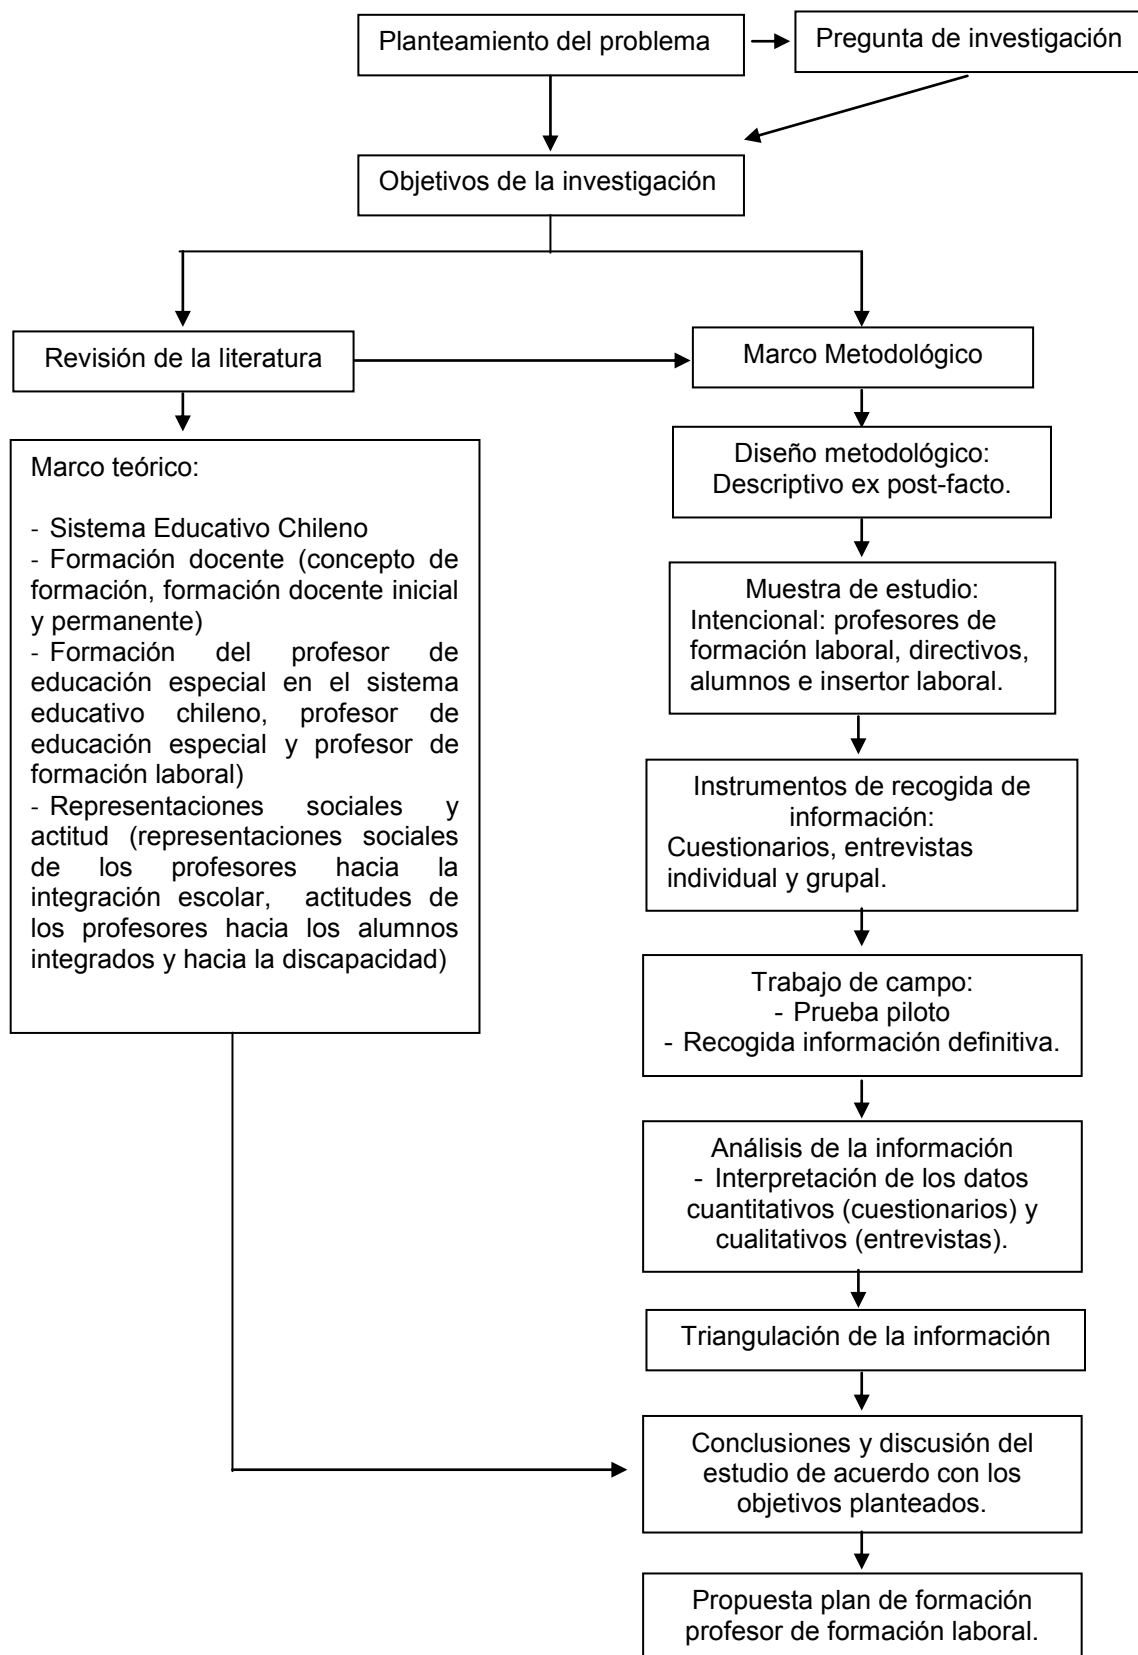 Planteamiento del problema
Pregunta de investigación
Objetivos de la investigación
Revisión de la literatura
Marco Metodológico
Marco teórico:
- Sistema Educativo Chileno
- Formación docente (concepto de
formación, formación docente inicial
y permanente)
- Formación del profesor de
educación especial en el sistema
educativo chileno, profesor de
educación especial y profesor de
formación laboral)
- Representaciones sociales y
actitud (representaciones sociales
de los profesores hacia la
integración escolar, actitudes de
los profesores hacia los alumnos
integrados y hacia la discapacidad)
Diseño metodológico:
Descriptivo ex post-facto.
Muestra de estudio:
Intencional: profesores de
formación laboral, directivos,
alumnos e insertor laboral.
Instrumentos de recogida de
información:
Cuestionarios, entrevistas
individual y grupal.
Trabajo de campo:
- Prueba piloto
- Recogida información definitiva.
Análisis de la información
- Interpretación de los datos
cuantitativos (cuestionarios) y
cualitativos (entrevistas).
Triangulación de la información
Conclusiones y discusión del
estudio de acuerdo con los
objetivos planteados.
Propuesta plan de formación
profesor de formación laboral.